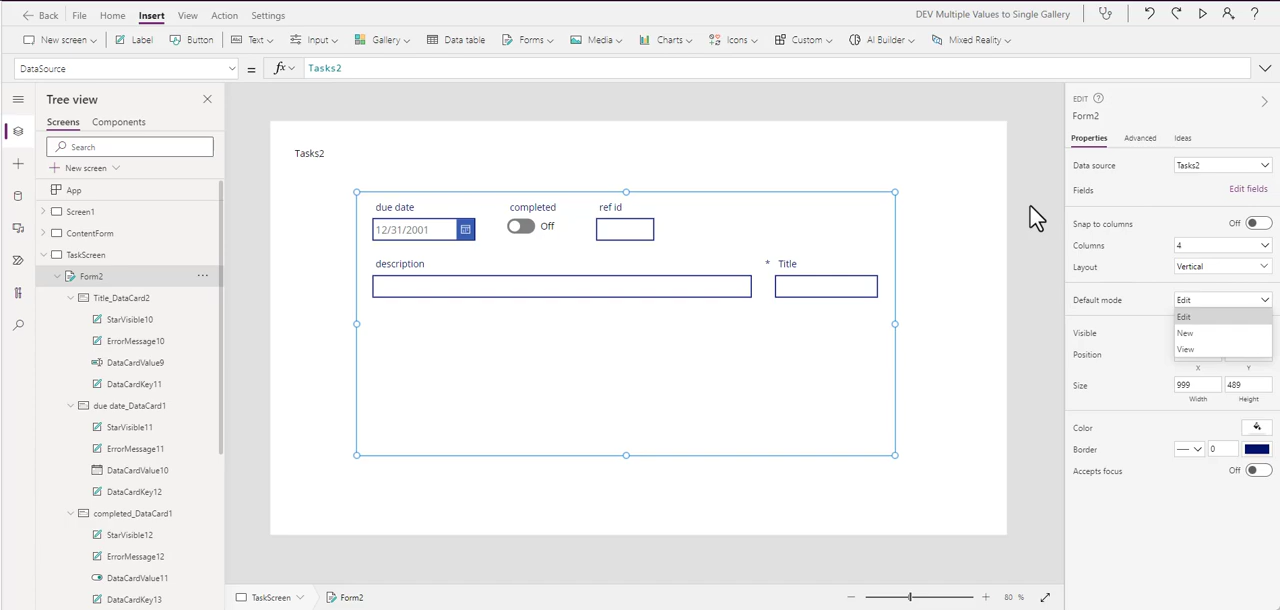 Back File Home Insert View Action Settings DEV Multiple Values to Single Gallery
New screen Label Button Text Input Gallery Data table Forms Media Charts Icons Custom AI Builder Mixed Reality
DataSource = fx Tasks2
Tree view
Screens Components
Search
New screen
App
Screen1
ContentForm
TaskScreen
Form2
Title_DataCard2
StarVisible10
ErrorMessage10
DataCardValue9
DataCardKey11
due date_DataCard1
StarVisible11
ErrorMessage11
DataCardValue10
DataCardKey12
completed_DataCard1
StarVisible12
ErrorMessage12
DataCardValue11
DataCardKey13
Tasks2
due date completed ref id
12/31/2001 Off
description * Title
TaskScreen Form2
80 %
EDIT
Form2
Properties Advanced Ideas
Data source Tasks2
Fields Edit fields
Snap to columns Off
Columns 4
Layout Vertical
Default mode Edit
Edit
New
View
Visible
Position
X Y
Size 999 489
Width Height
Color
Border 0
Accepts focus Off